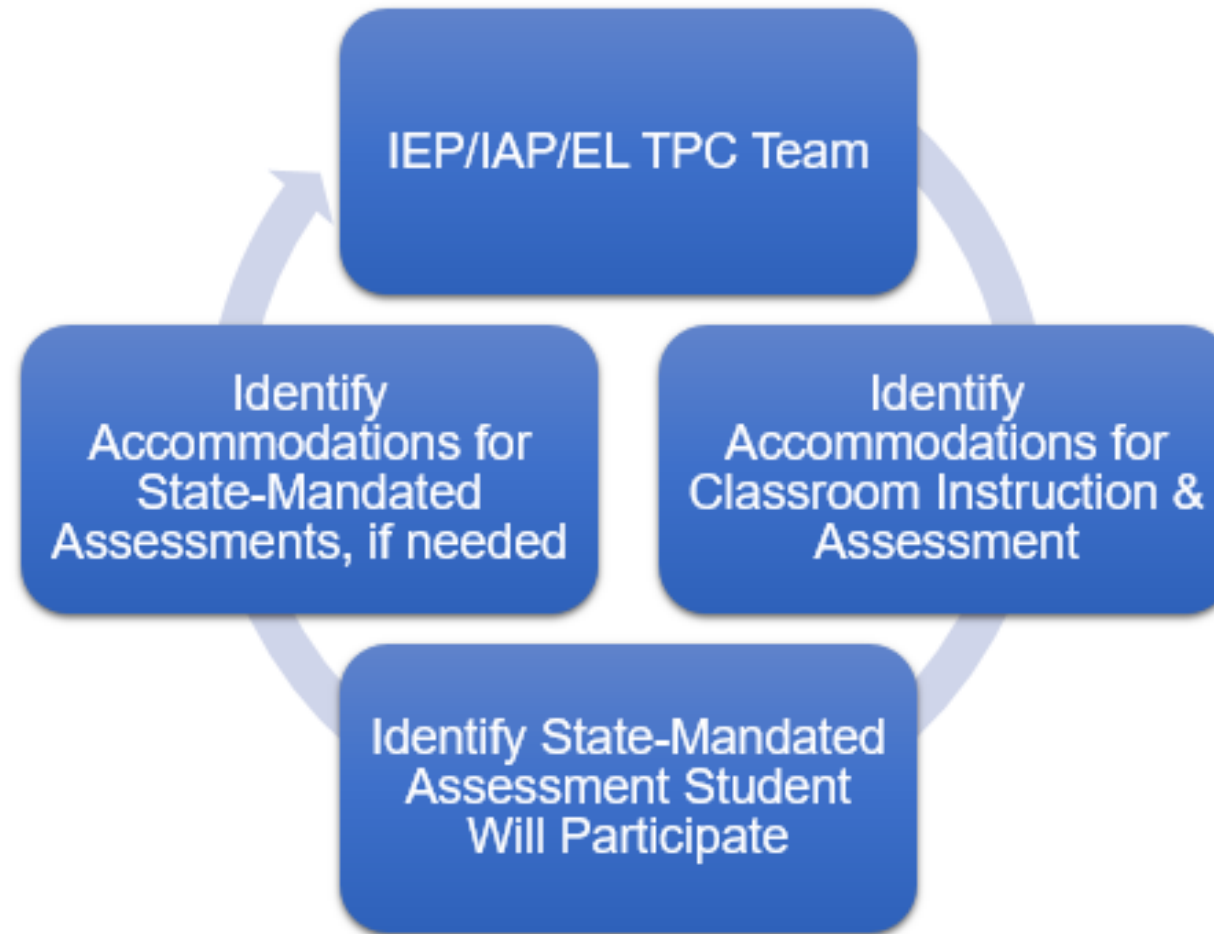 IEP/IAP/EL TPC Team
Identify
Accommodations for
State-Mandated
Assessments, if needed
Identify
Accommodations for
Classroom Instruction &
Assessment
Identify State-Mandated
Assessment Student
Will Participate